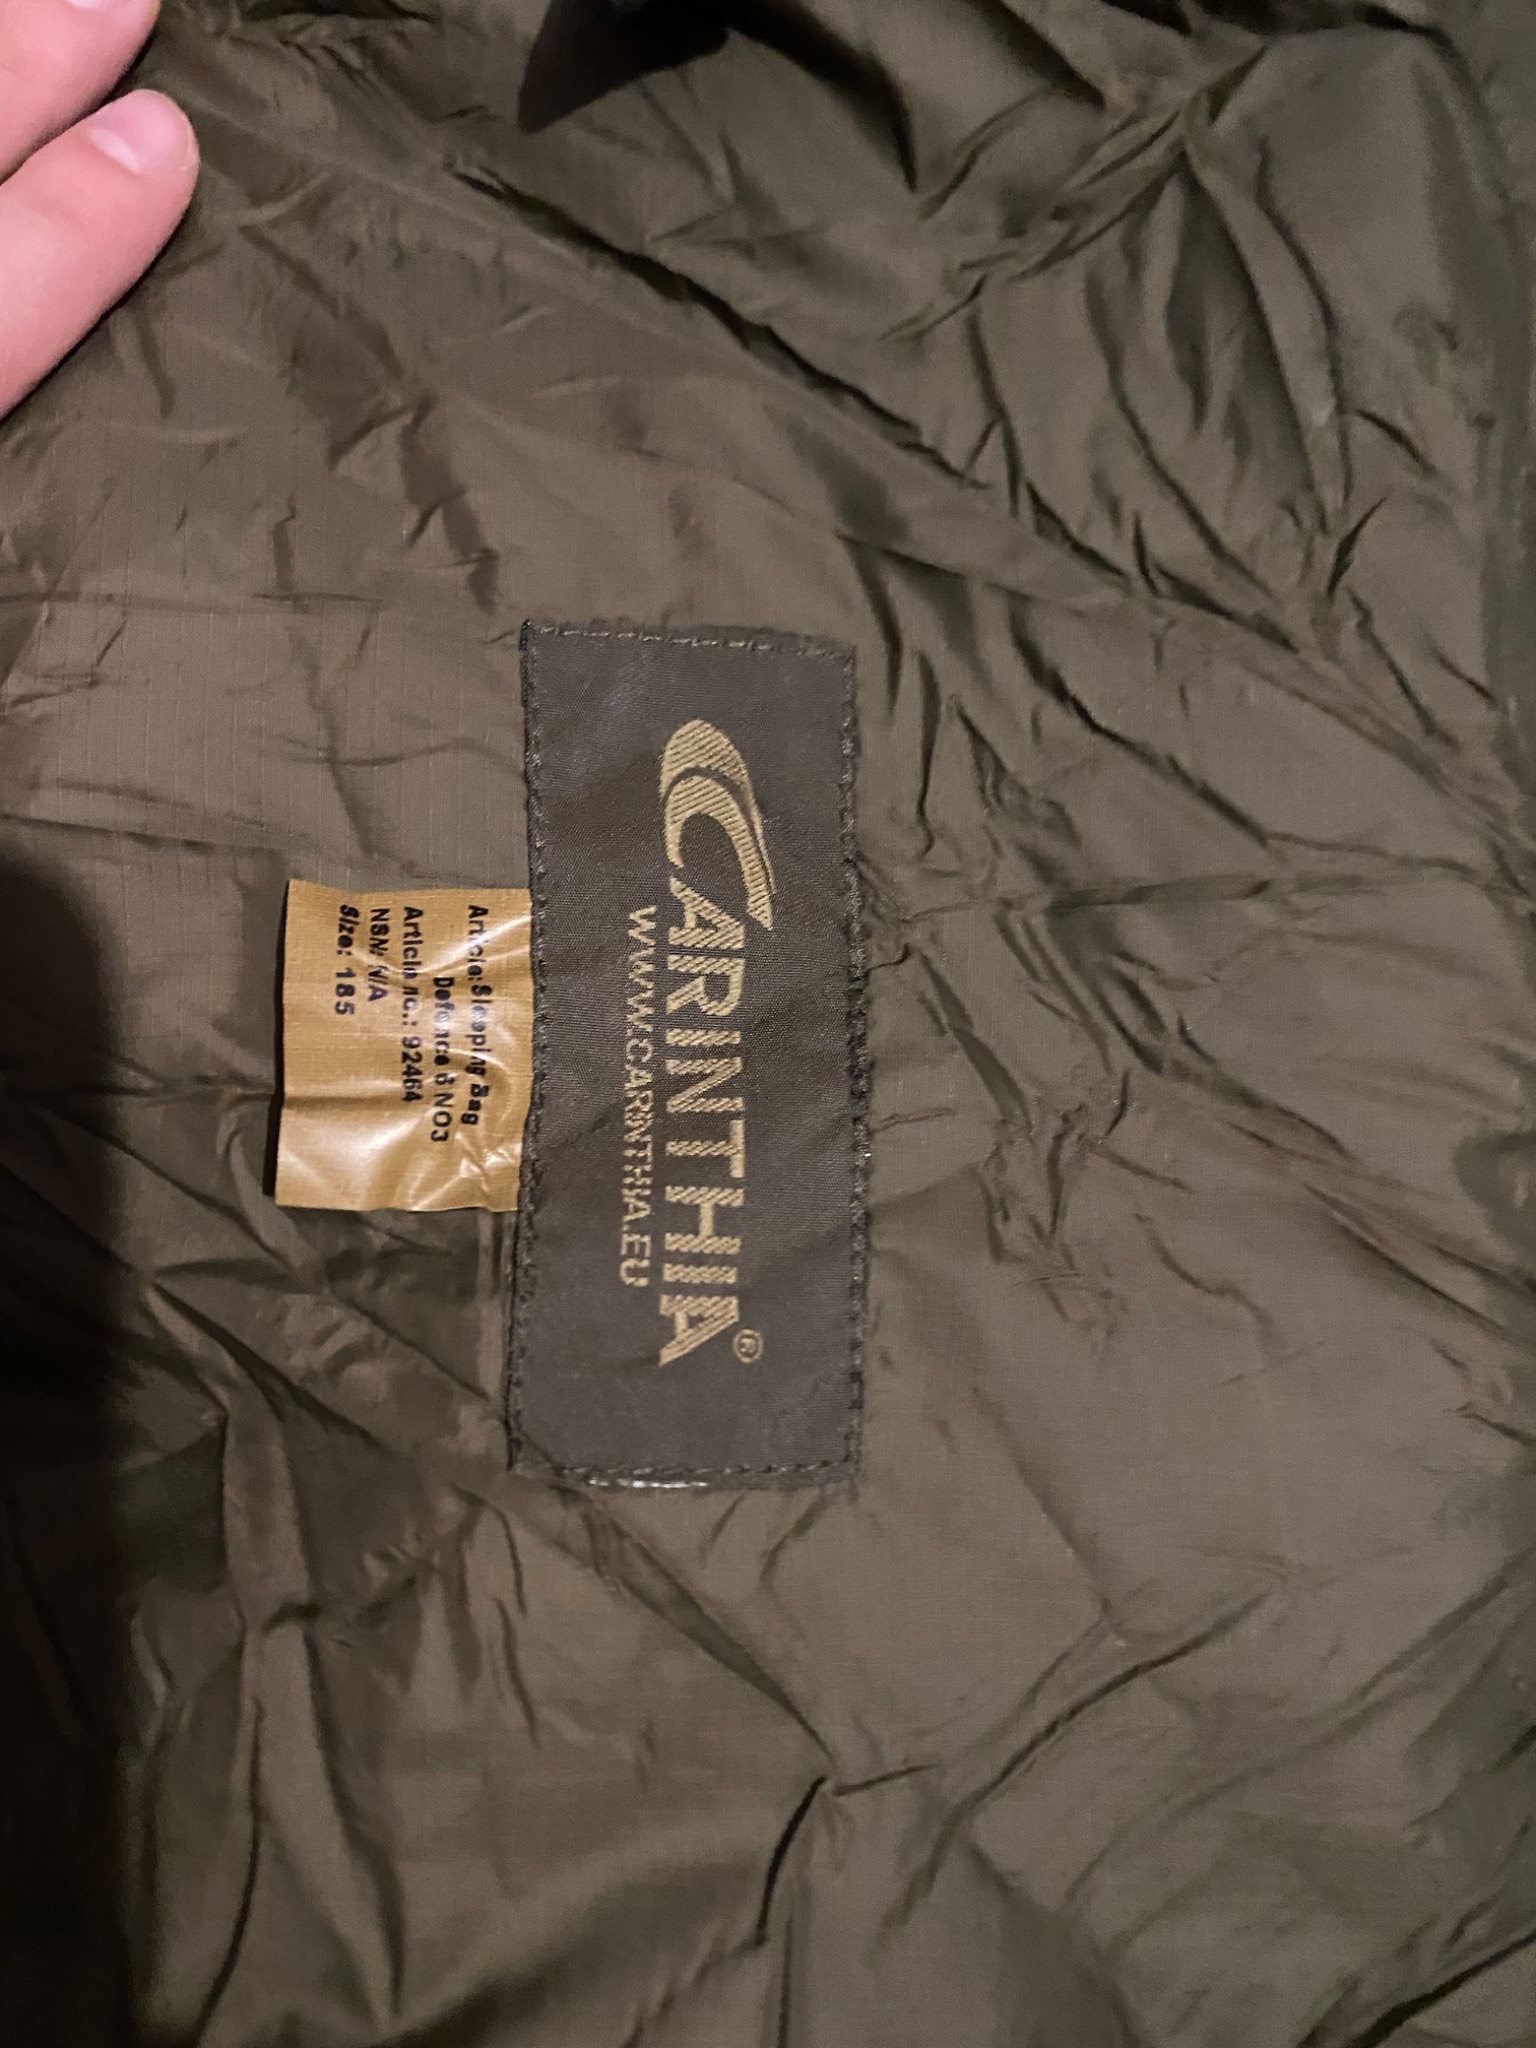 CARINTHIA®
WWW.CARINTHIA.EU
Article:Sleeping Bag
Defence 6 NO3
Article no.: 92464
NSN: N/A
Size: 185